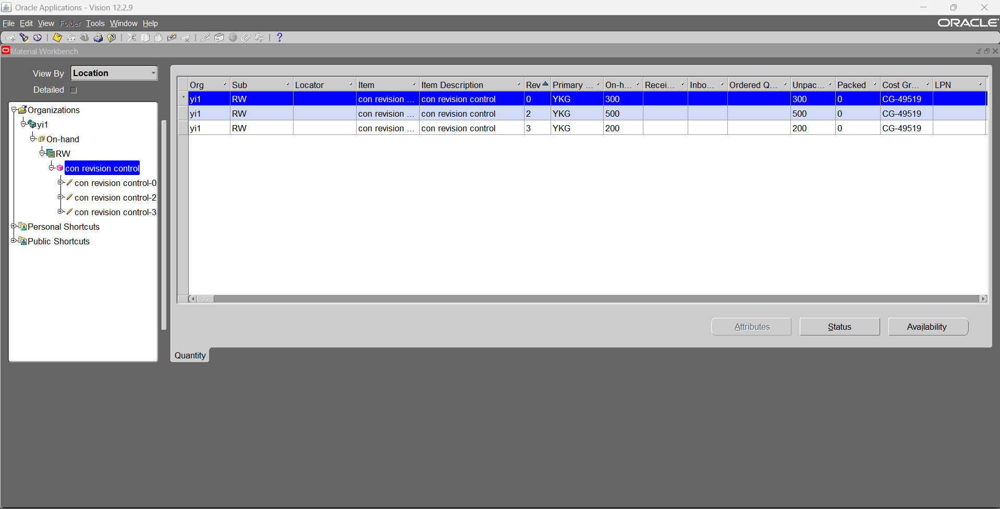 Oracle Applications - Vision 12.2.9
File Edit View Folder Tools Window Help
ORACLE
Material Workbench
View By Location
Detailed
Organizations
yi1
On-hand
RW
con revision control
con revision control-0
con revision control-2
con revision control-3
Personal Shortcuts
Public Shortcuts
Org Sub Locator Item Item Description Rev Primary ... On-h... Recei... Inbo... Ordered Q... Unpac... Packed Cost Gr... LPN
yi1 RW con revision ... con revision control 0 YKG 300 300 0 CG-49519
yi1 RW con revision ... con revision control 2 YKG 500 500 0 CG-49519
yi1 RW con revision ... con revision control 3 YKG 200 200 0 CG-49519
Attributes Status Availability
Quantity